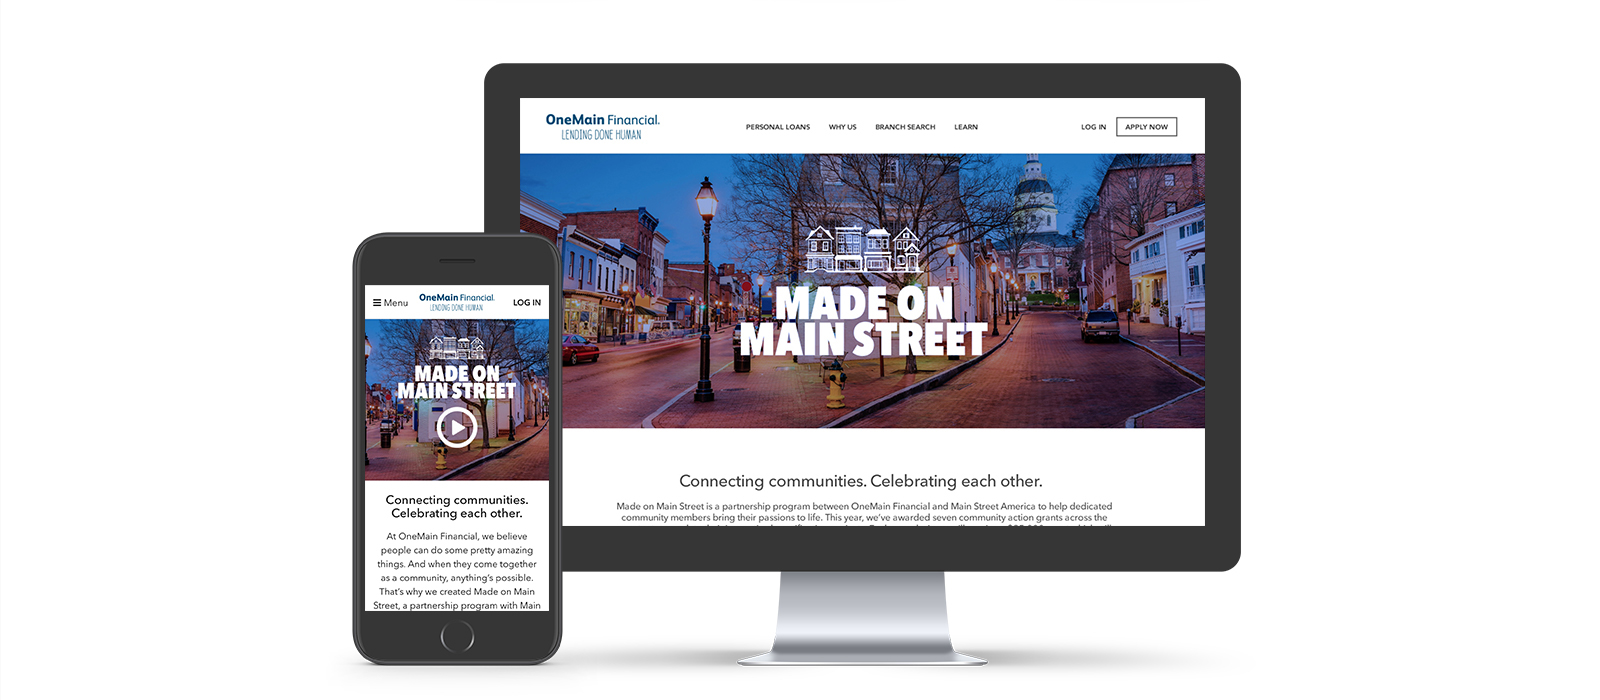 OneMain Financial.
LENDING DONE HUMAN
PERSONAL LOANS WHY US BRANCH SEARCH LEARN
LOG IN APPLY NOW
MADE ON
MAIN STREET
Connecting communities. Celebrating each other.
Made on Main Street is a partnership program between OneMain Financial and Main Street America to help dedicated
community members bring their passions to life. This year, we've awarded seven community action grants across the
Menu
OneMain Financial.
LENDING DONE HUMAN
LOG IN
MADE ON
MAIN STREET
Connecting communities.
Celebrating each other.
At OneMain Financial, we believe
people can do some pretty amazing
things. And when they come together
as a community, anything's possible.
That's why we created Made on Main
Street, a partnership program with Main